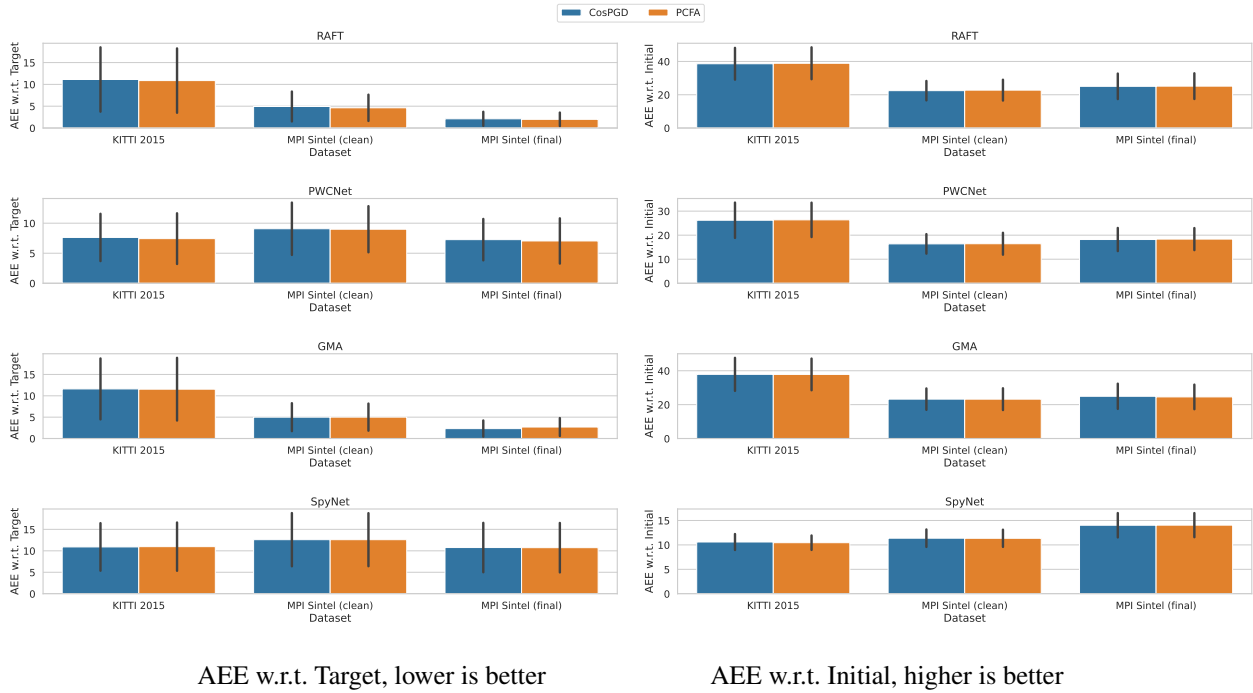 CosPGD PCFA
RAFT
AEE w.r.t. Target
15
10
5
0
KITTI 2015 MPI Sintel (clean) MPI Sintel (final)
Dataset
RAFT
AEE w.r.t. Initial
40
20
0
KITTI 2015 MPI Sintel (clean) MPI Sintel (final)
Dataset
PWCNet
AEE w.r.t. Target
10
5
0
KITTI 2015 MPI Sintel (clean) MPI Sintel (final)
Dataset
PWCNet
AEE w.r.t. Initial
30
20
10
0
KITTI 2015 MPI Sintel (clean) MPI Sintel (final)
Dataset
GMA
AEE w.r.t. Target
15
10
5
0
KITTI 2015 MPI Sintel (clean) MPI Sintel (final)
Dataset
GMA
AEE w.r.t. Initial
40
20
0
KITTI 2015 MPI Sintel (clean) MPI Sintel (final)
Dataset
SpyNet
AEE w.r.t. Target
15
10
5
0
KITTI 2015 MPI Sintel (clean) MPI Sintel (final)
Dataset
SpyNet
AEE w.r.t. Initial
15
10
5
0
KITTI 2015 MPI Sintel (clean) MPI Sintel (final)
Dataset
AEE w.r.t. Target, lower is better
AEE w.r.t. Initial, higher is better